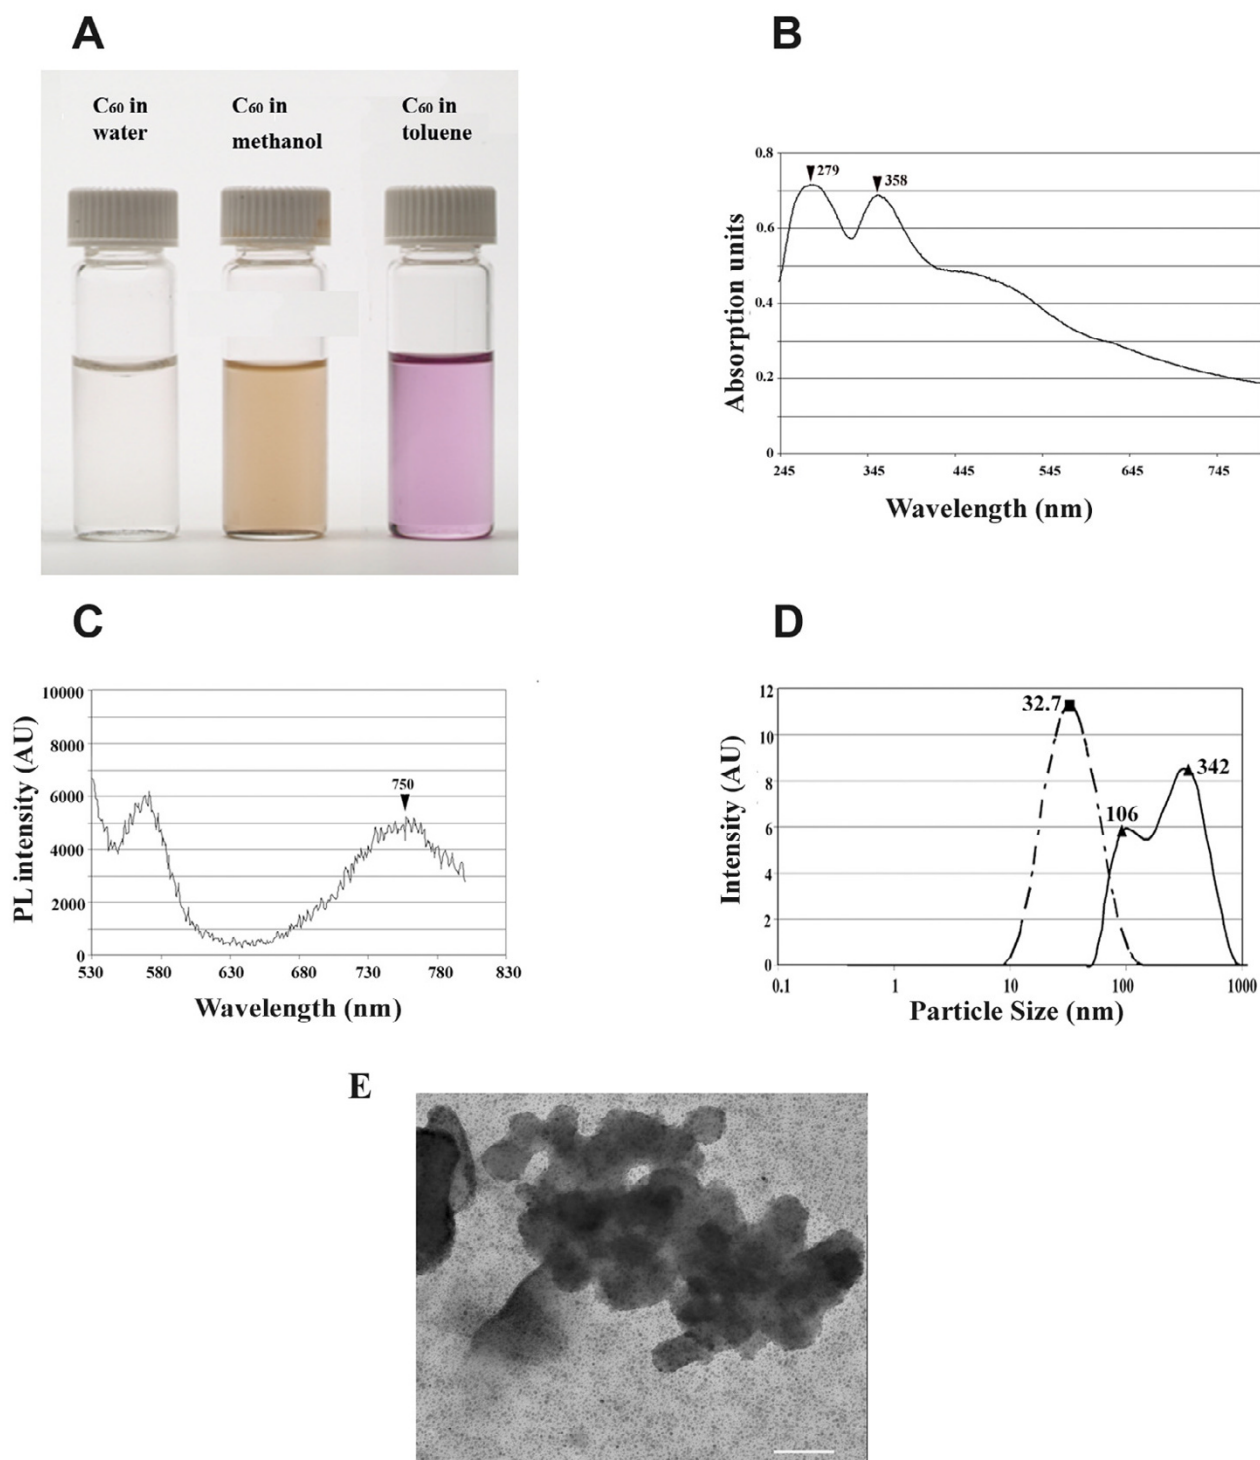 A
C60 in
water
C60 in
methanol
C60 in
toluene
B
Absorption units
0.8
0.6
0.4
0.2
0
279
358
245 345 445 545 645 745
Wavelength (nm)
C
PL intensity (AU)
10000
8000
6000
4000
2000
0
750
530 580 630 680 730 780 830
Wavelength (nm)
D
Intensity (AU)
12
10
8
6
4
2
0
32.7
106
342
0.1 1 10 100 1000
Particle Size (nm)
E